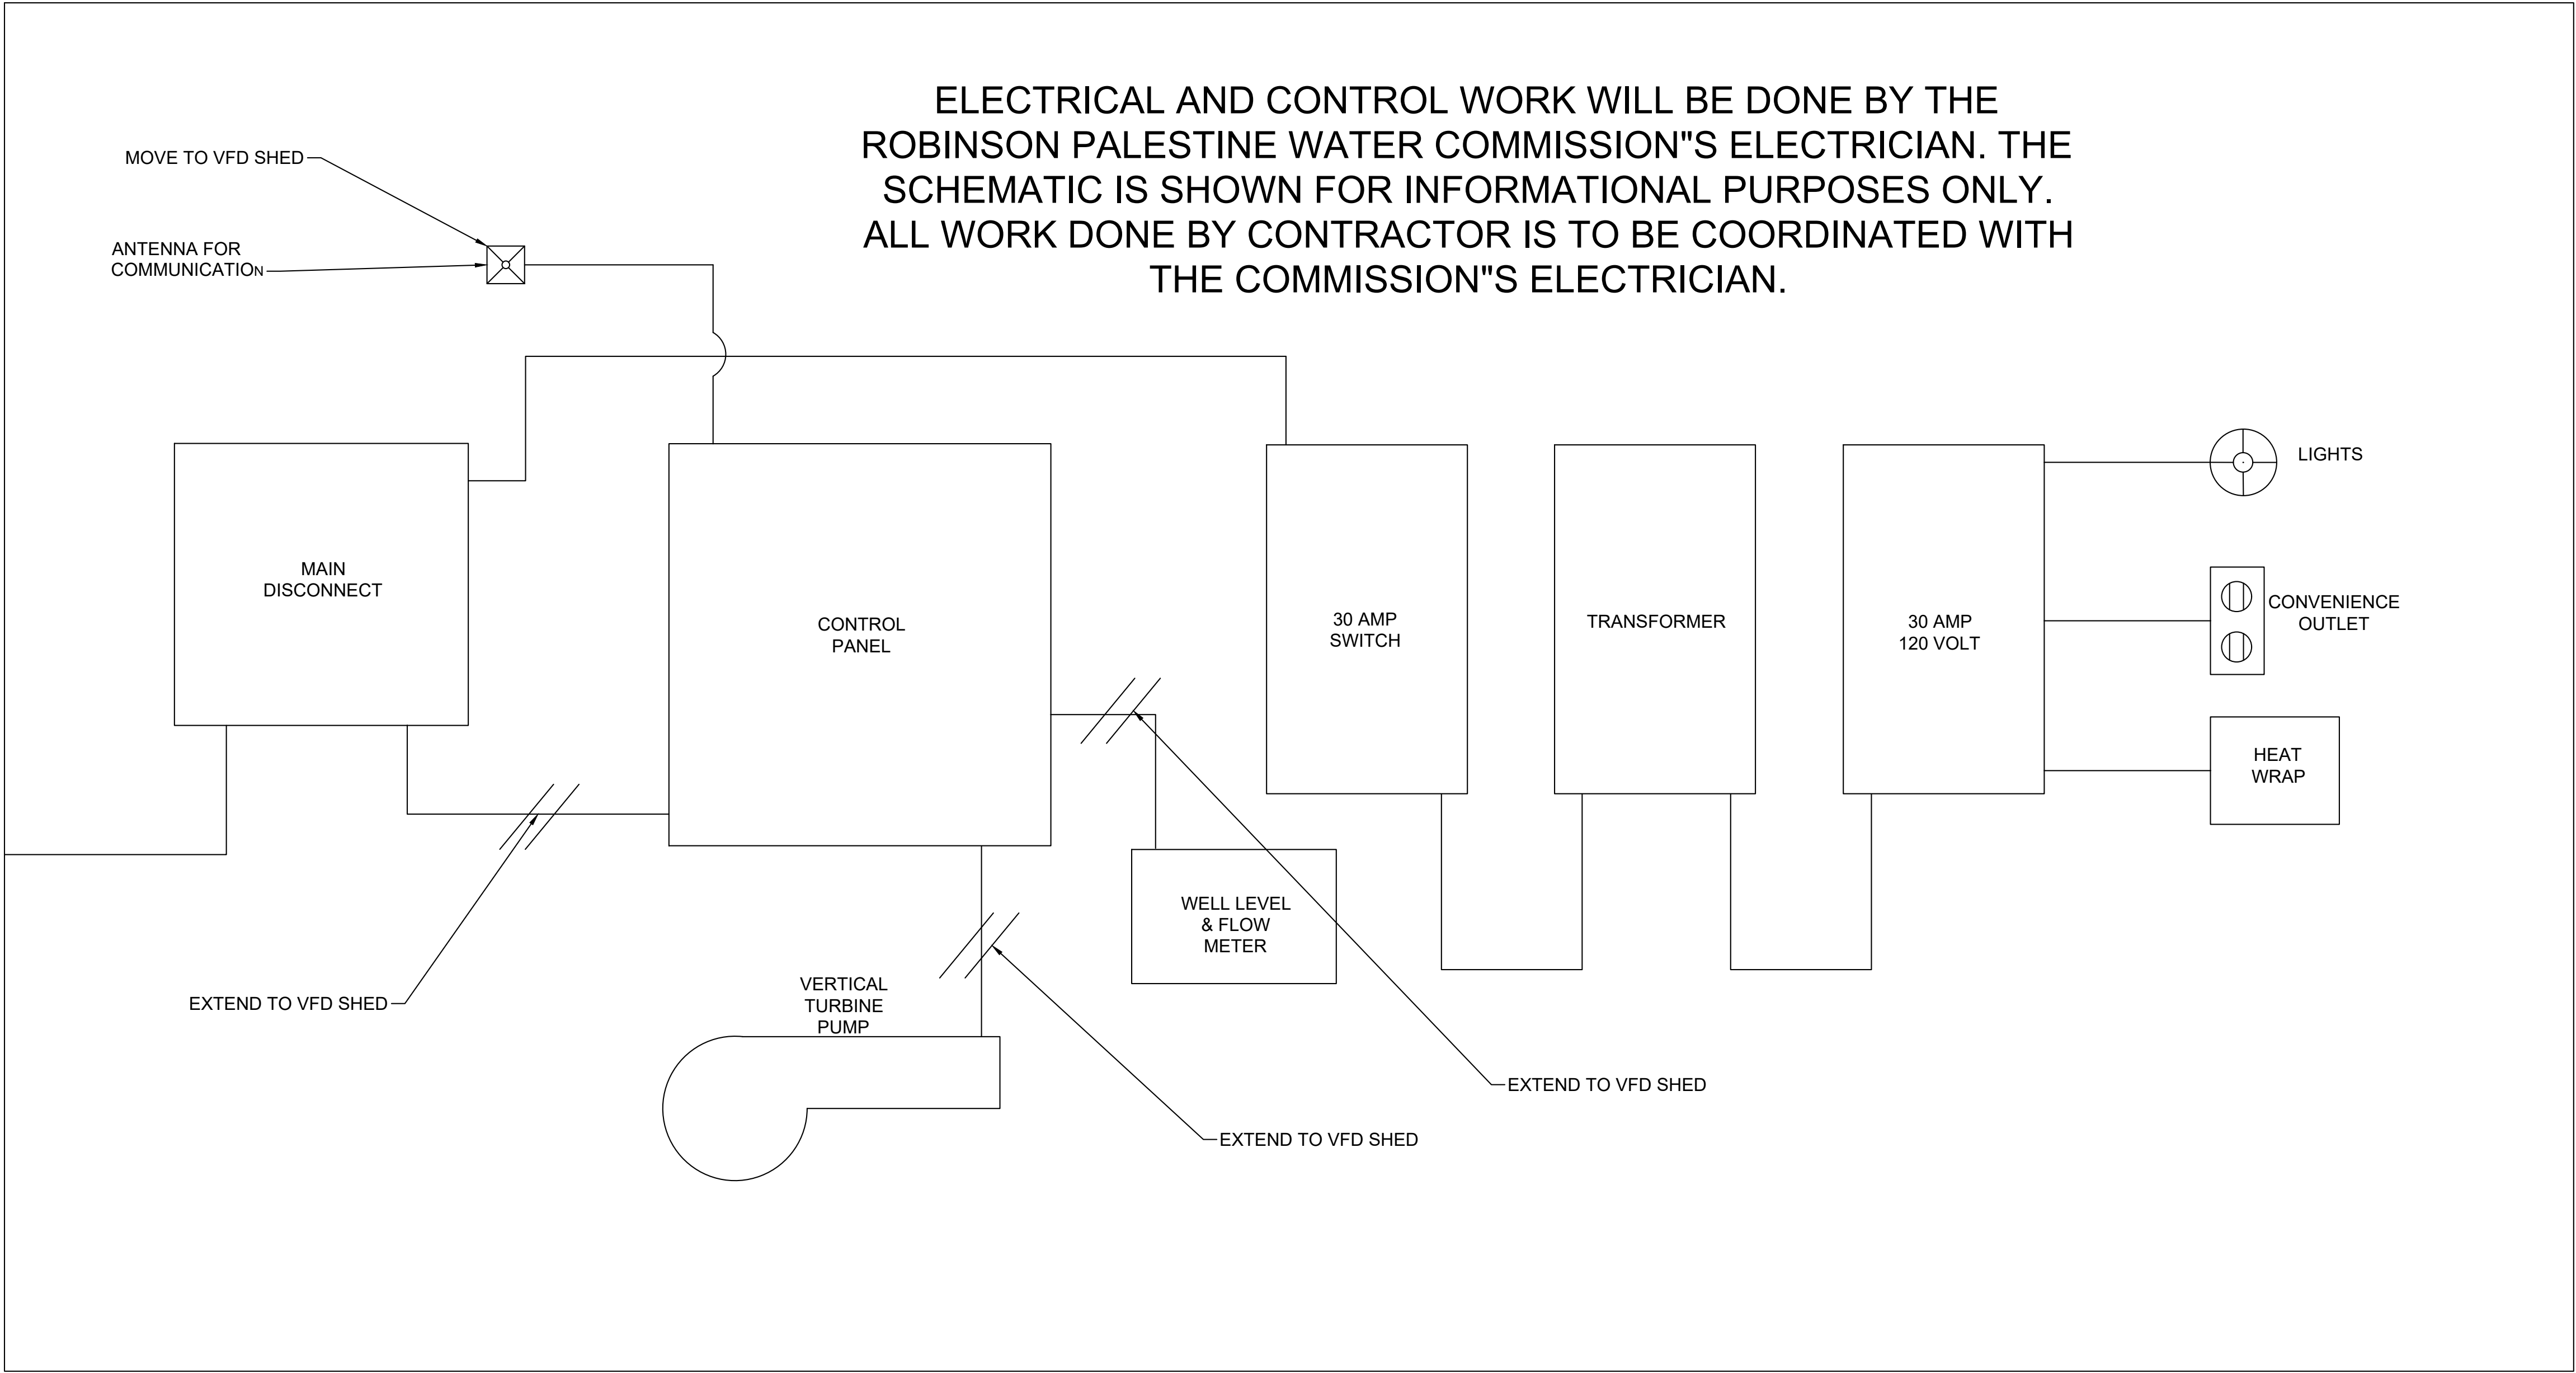 ELECTRICAL AND CONTROL WORK WILL BE DONE BY THE
ROBINSON PALESTINE WATER COMMISSION"S ELECTRICIAN. THE
SCHEMATIC IS SHOWN FOR INFORMATIONAL PURPOSES ONLY.
ALL WORK DONE BY CONTRACTOR IS TO BE COORDINATED WITH
THE COMMISSION"S ELECTRICIAN.
MOVE TO VFD SHED
ANTENNA FOR
COMMUNICATION
MAIN
DISCONNECT
CONTROL
PANEL
30 AMP
SWITCH
TRANSFORMER
30 AMP
120 VOLT
LIGHTS
CONVENIENCE
OUTLET
HEAT
WRAP
WELL LEVEL
& FLOW
METER
VERTICAL
TURBINE
PUMP
EXTEND TO VFD SHED
EXTEND TO VFD SHED
EXTEND TO VFD SHED